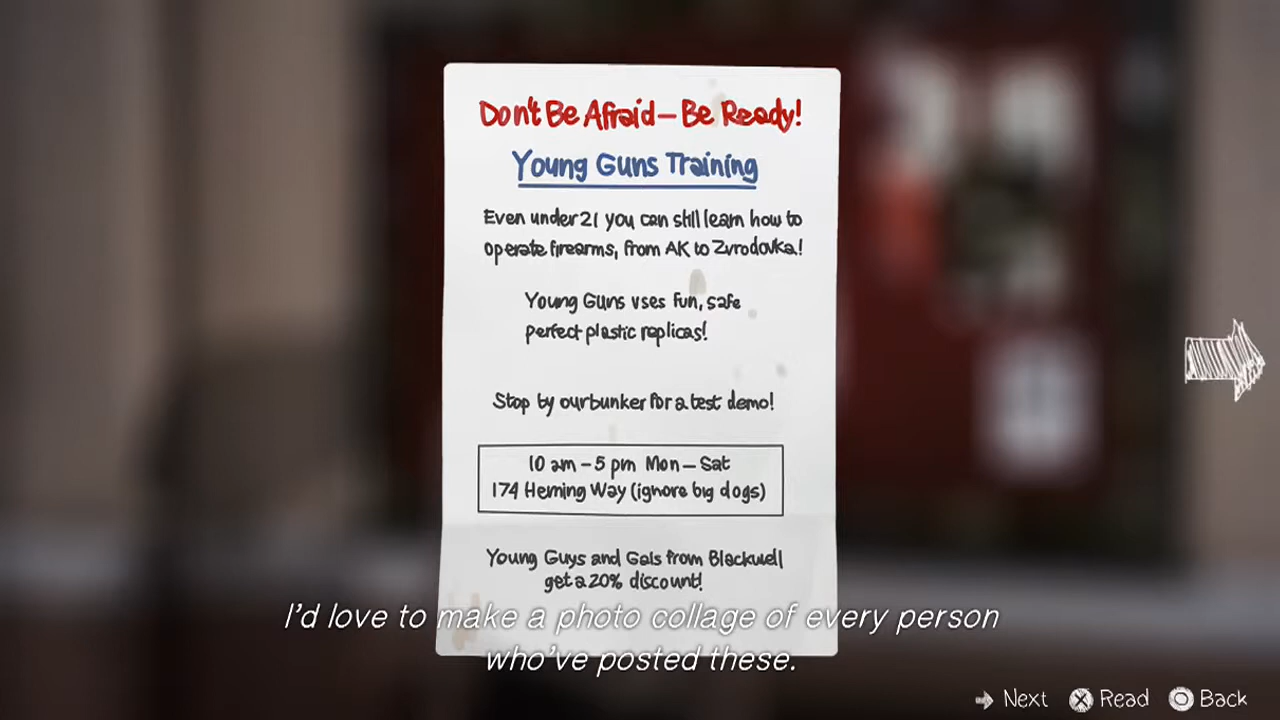 Don't Be Afraid – Be Ready!
Young Guns Training
Even under 21 you can still learn how to
operate firearms, from AK to Zvrodovka!
Young Guns uses fun, safe
perfect plastic replicas!
Stop by our bunker for a test demo!
10 am – 5 pm Mon – Sat
174 Heming Way (ignore big dogs)
Young Guys and Gals from Blackwell
get a 20% discount!
I'd love to make a photo collage of every person
who've posted these.
Next Read Back